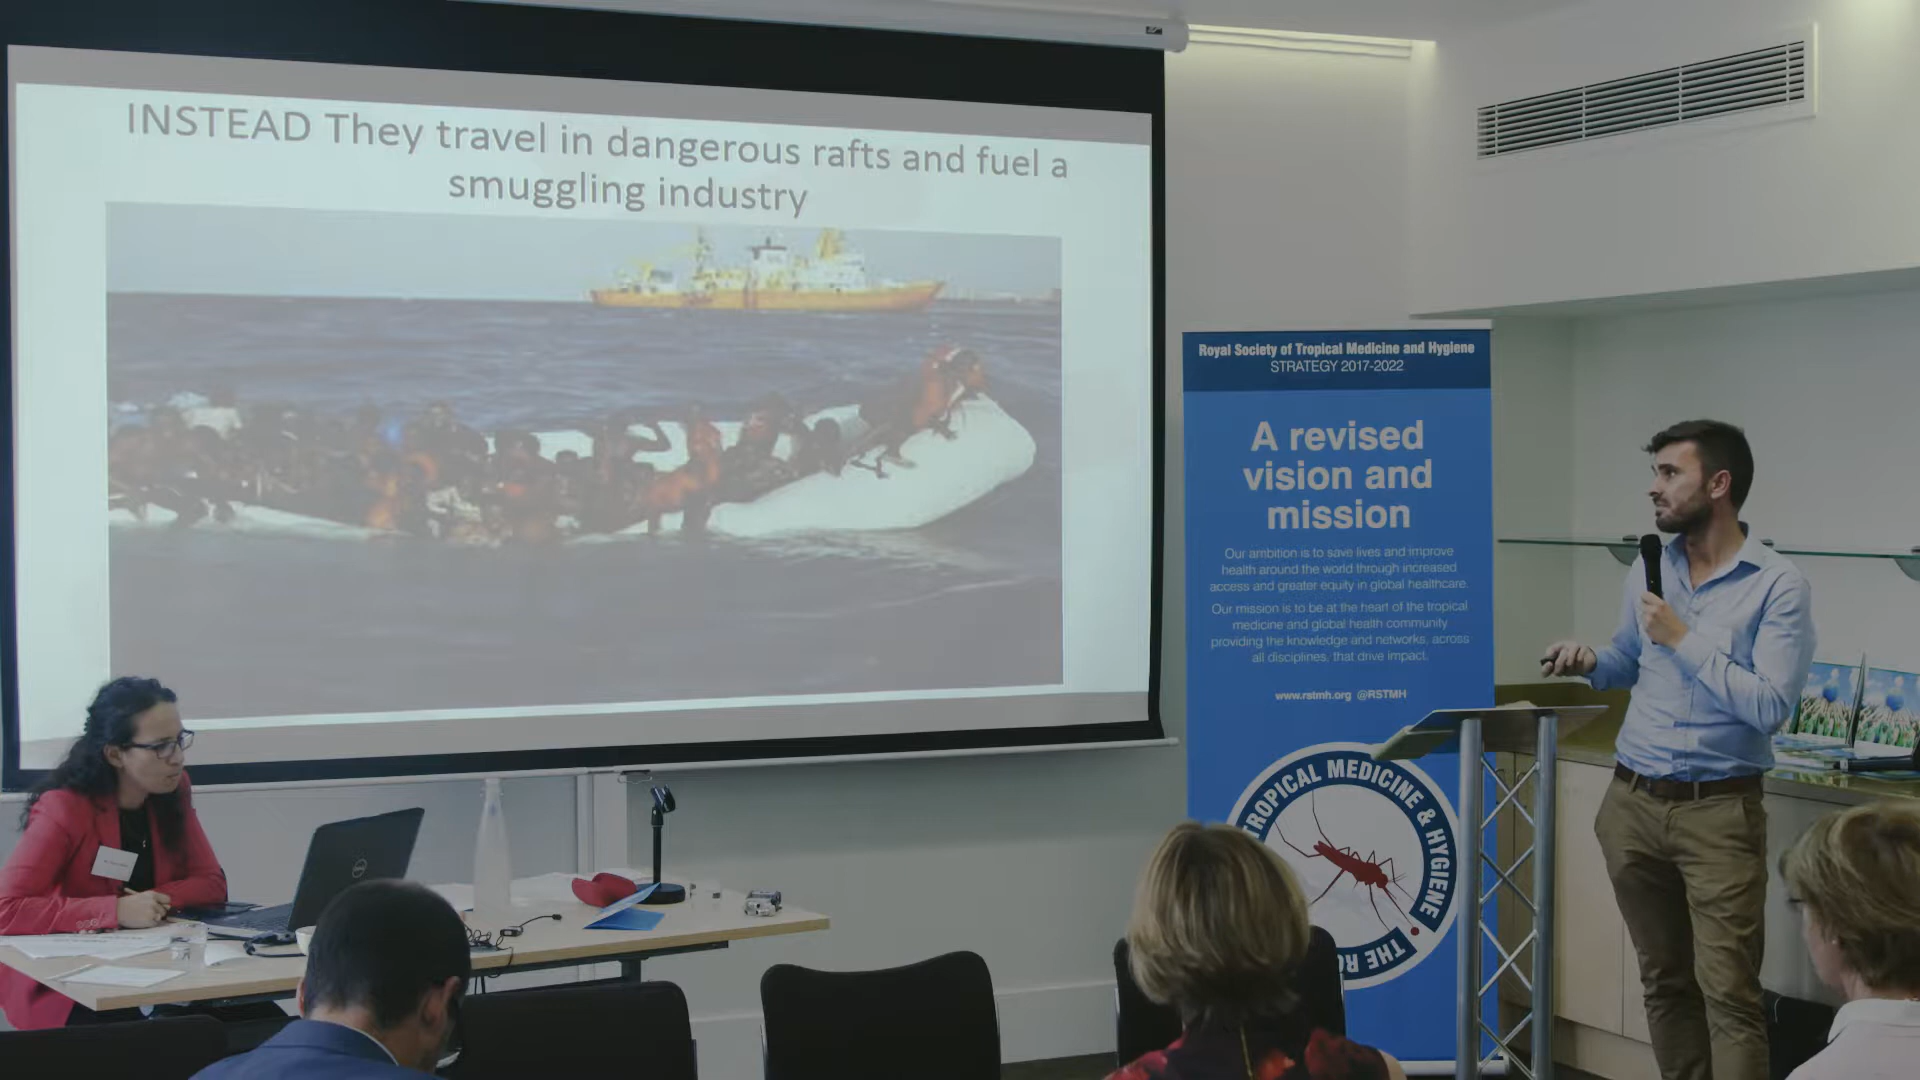 INSTEAD They travel in dangerous rafts and fuel a
smuggling industry
Royal Society of Tropical Medicine and Hygiene
STRATEGY 2017-2022
A revised
vision and
mission
Our ambition is to save lives and improve
health around the world through increased
access and greater equity in global healthcare.
Our mission is to be at the heart of the tropical
medicine and global health community
providing the knowledge and networks, across
all disciplines, that drive impact.
www.rstmh.org @RSTMH
TROPICAL MEDICINE & HYGIENE
THE RO
DELL